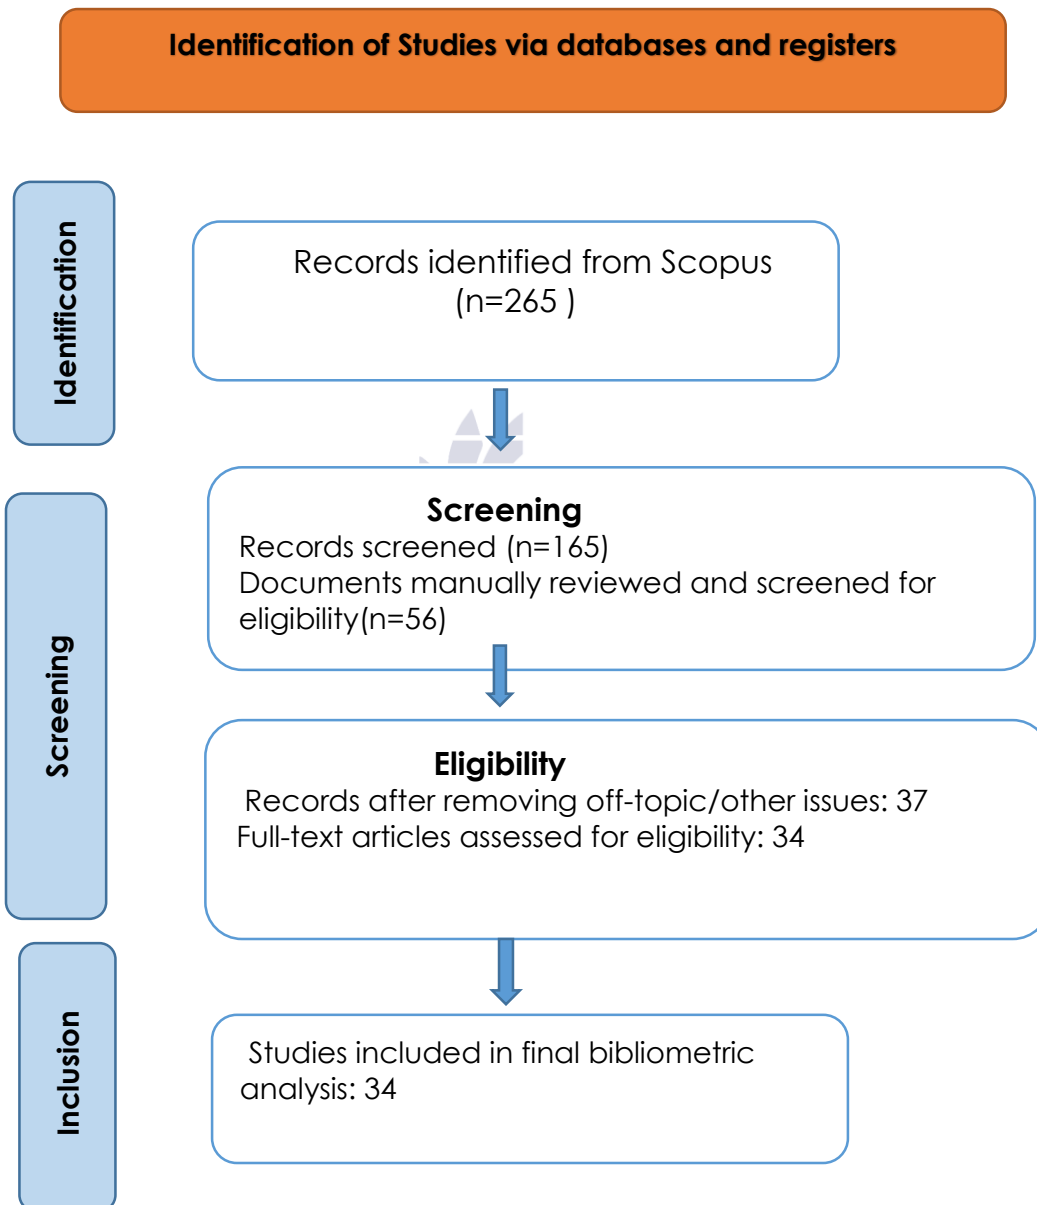 Identification of Studies via databases and registers
Identification
Records identified from Scopus
(n=265 )
Screening
Screening
Records screened (n=165)
Documents manually reviewed and screened for
eligibility(n=56)
Eligibility
Records after removing off-topic/other issues: 37
Full-text articles assessed for eligibility: 34
Inclusion
Studies included in final bibliometric
analysis: 34